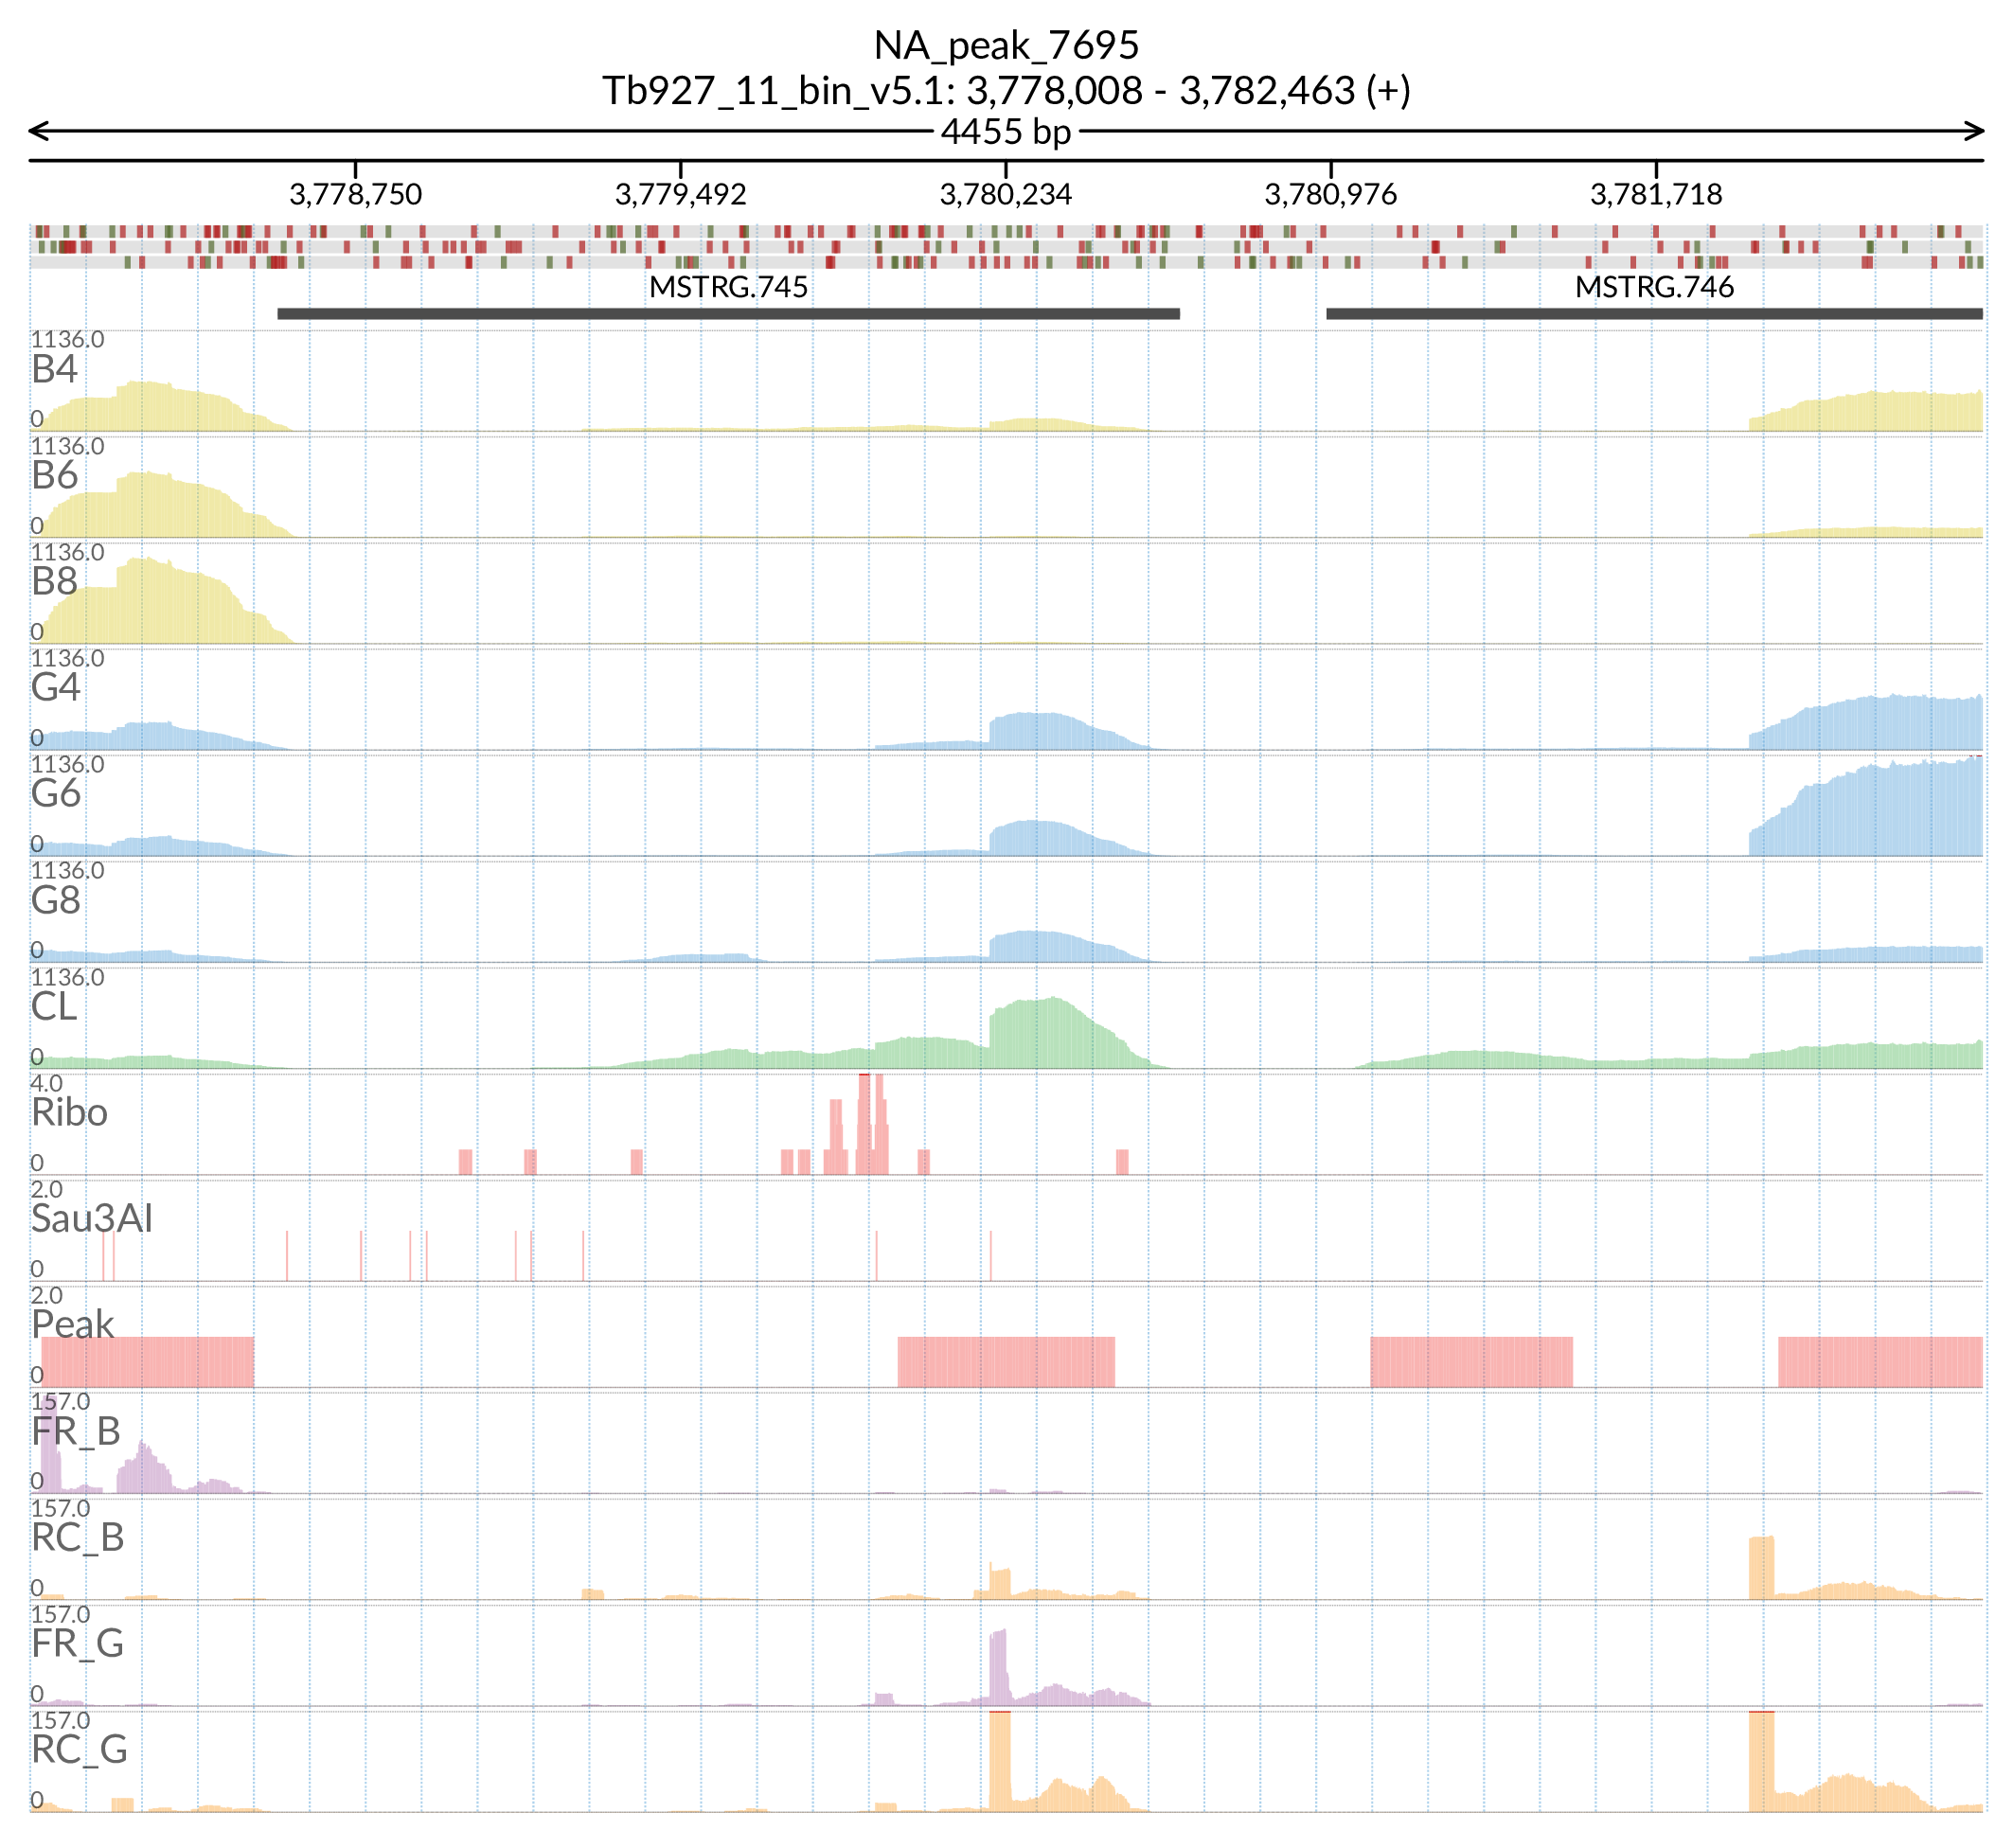 NA_peak_7695
Tb927_11_bin_v5.1: 3,778,008 - 3,782,463 (+)
4455 bp
3,778,750 3,779,492 3,780,234 3,780,976 3,781,718
MSTRG.745 MSTRG.746
1136.0
B4
0
1136.0
B6
0
1136.0
B8
0
1136.0
G4
0
1136.0
G6
0
1136.0
G8
0
1136.0
CL
0
4.0
Ribo
0
2.0
Sau3AI
0
2.0
Peak
0
157.0
FR_B
0
157.0
RC_B
0
157.0
FR_G
0
157.0
RC_G
0